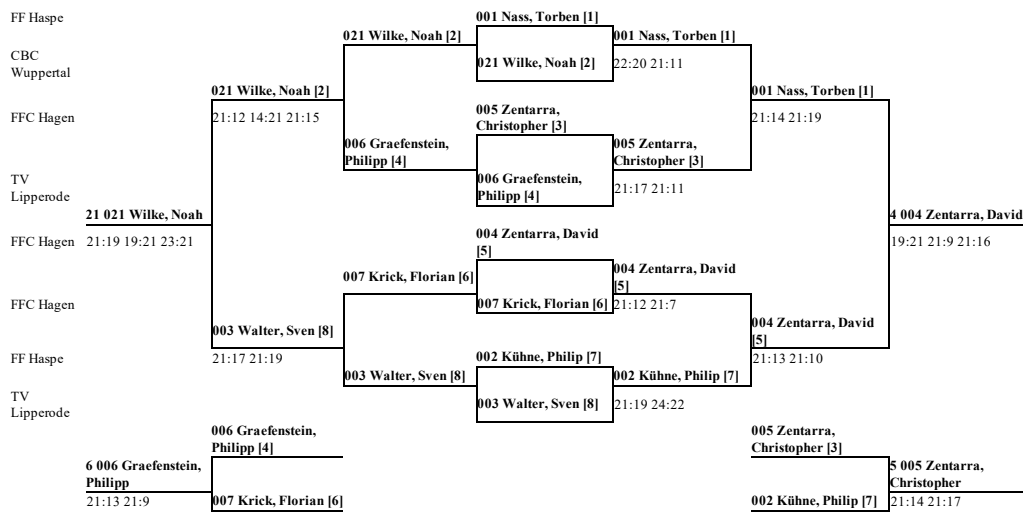 FF Haspe
CBC
Wuppertal
FFC Hagen
TV
Lipperode
FFC Hagen
FFC Hagen
FF Haspe
TV
Lipperode
21 021 Wilke, Noah
21:19 19:21 23:21
6 006 Graefenstein,
Philipp
21:13 21:9
021 Wilke, Noah [2]
21:12 14:21 21:15
003 Walter, Sven [8]
21:17 21:19
006 Graefenstein,
Philipp [4]
007 Krick, Florian [6]
021 Wilke, Noah [2]
006 Graefenstein,
Philipp [4]
007 Krick, Florian [6]
003 Walter, Sven [8]
001 Nass, Torben [1]
021 Wilke, Noah [2]
005 Zentarra,
Christopher [3]
006 Graefenstein,
Philipp [4]
004 Zentarra, David
[5]
007 Krick, Florian [6]
002 Kühne, Philip [7]
003 Walter, Sven [8]
001 Nass, Torben [1]
22:20 21:11
005 Zentarra,
Christopher [3]
21:17 21:11
004 Zentarra, David
[5]
21:12 21:7
002 Kühne, Philip [7]
21:19 24:22
001 Nass, Torben [1]
21:14 21:19
004 Zentarra, David
[5]
21:13 21:10
005 Zentarra,
Christopher [3]
002 Kühne, Philip [7]
4 004 Zentarra, David
19:21 21:9 21:16
5 005 Zentarra,
Christopher
21:14 21:17